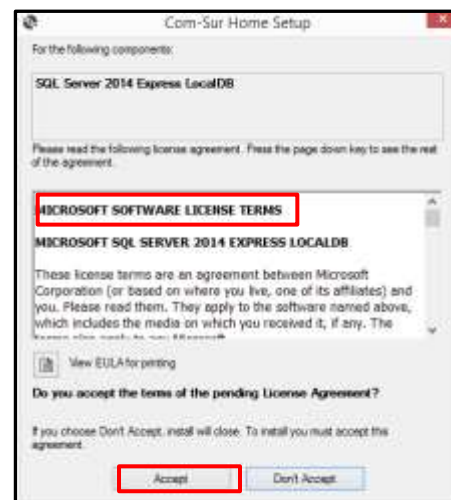 Com-Sur Home Setup
For the following components:
SQL Server 2014 Express LocalDB
Please read the following license agreement. Press the page down key to see the rest
of the agreement.
MICROSOFT SOFTWARE LICENSE TERMS
MICROSOFT SQL SERVER 2014 EXPRESS LOCALDB
These license terms are an agreement between Microsoft
Corporation (or based on where you live, one of its affiliates) and
you. Please read them. They apply to the software named above,
which includes the media on which you received it, if any. The
terms also apply to any Microsoft
View EULA for printing
Do you accept the terms of the pending License Agreement?
If you choose Don't Accept, install will close. To install you must accept this
agreement.
Accept
Don't Accept